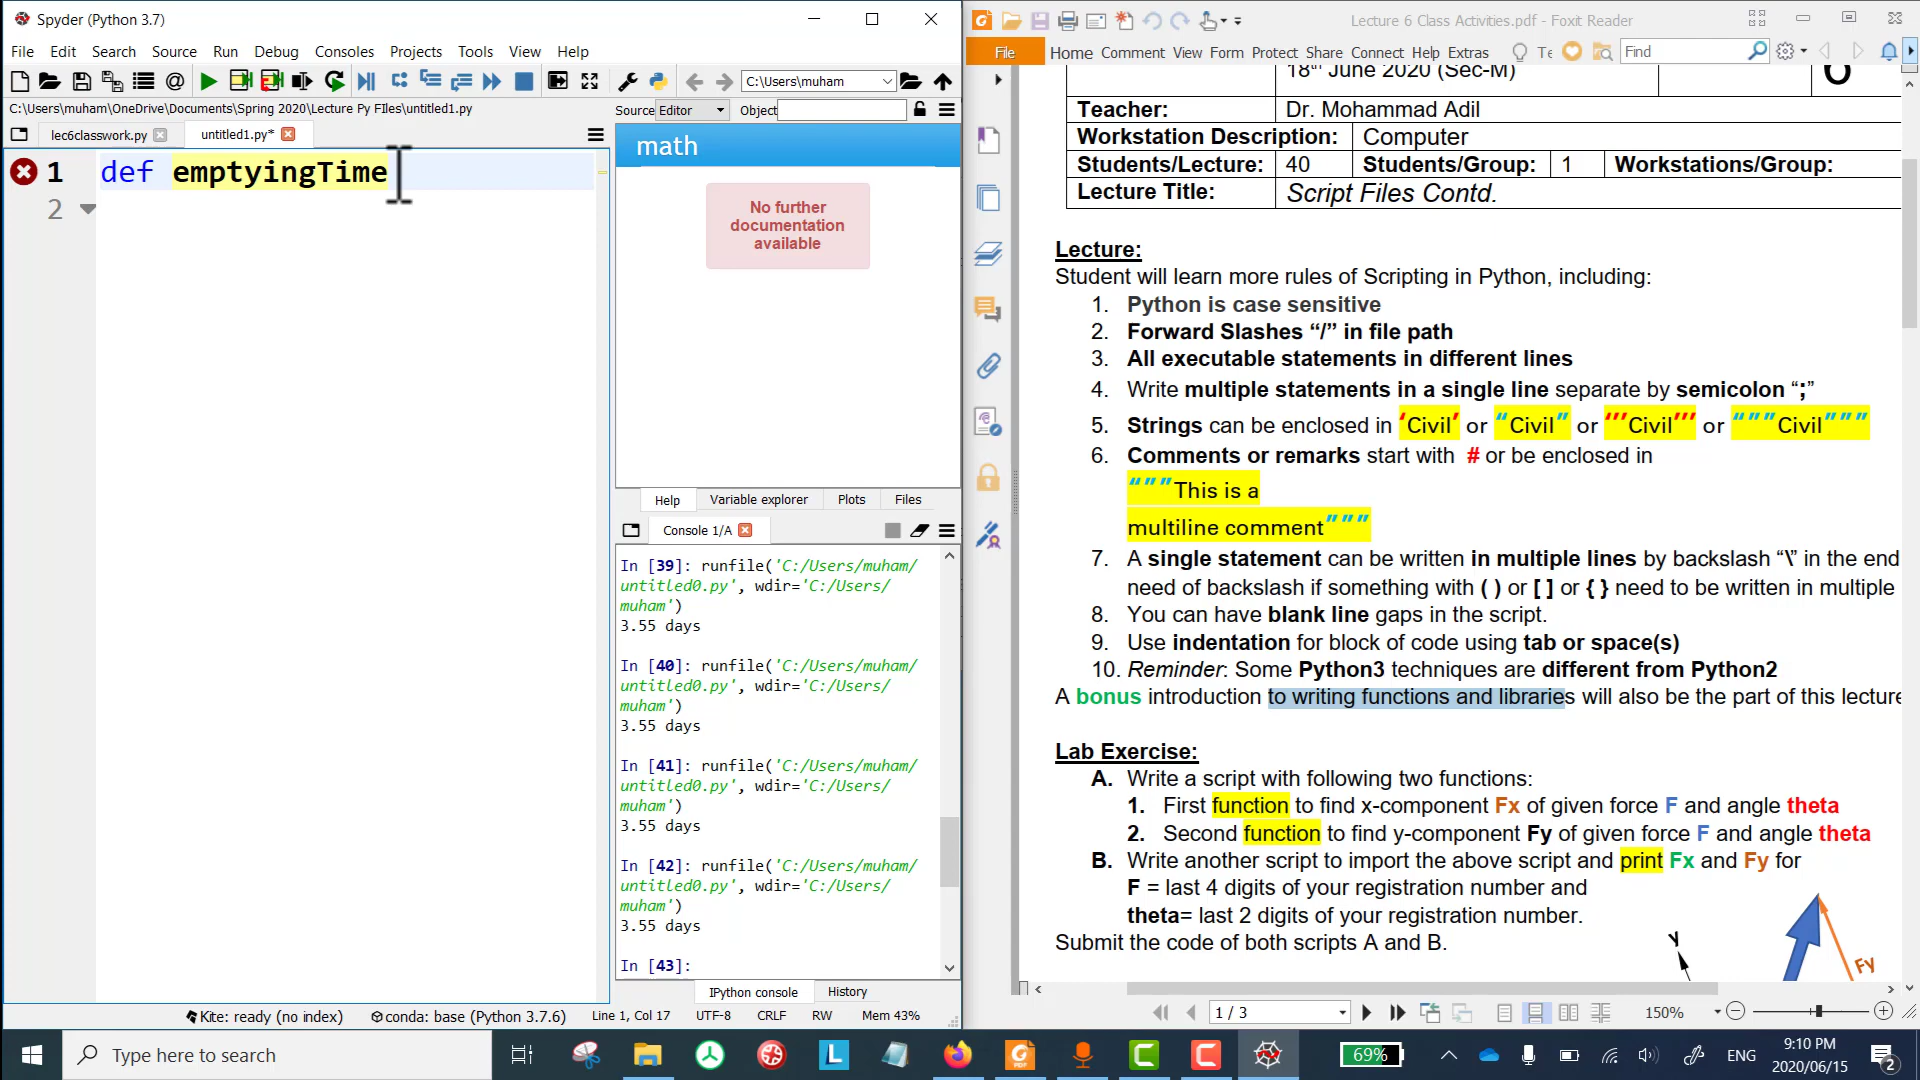 Spyder (Python 3.7)
File Edit Search Source Run Debug Consoles Projects Tools View Help
C:\Users\muham
C:\Users\muham\OneDrive\Documents\Spring 2020\Lecture Py FIles\untitled1.py
lec6classwork.py
untitled1.py*
1 def emptyingTime
2
Source Editor Object
math
No further
documentation
available
Help Variable explorer Plots Files
Console 1/A
In [39]: runfile('C:/Users/muham/
untitled0.py', wdir='C:/Users/
muham')
3.55 days
In [40]: runfile('C:/Users/muham/
untitled0.py', wdir='C:/Users/
muham')
3.55 days
In [41]: runfile('C:/Users/muham/
untitled0.py', wdir='C:/Users/
muham')
3.55 days
In [42]: runfile('C:/Users/muham/
untitled0.py', wdir='C:/Users/
muham')
3.55 days
In [43]:
IPython console History
Kite: ready (no index) conda: base (Python 3.7.6) Line 1, Col 17 UTF-8 CRLF RW Mem 43%
Lecture 6 Class Activities.pdf - Foxit Reader
File Home Comment View Form Protect Share Connect Help Extras Te Find
18th June 2020 (Sec-M)
6
Teacher: Dr. Mohammad Adil
Workstation Description: Computer
Students/Lecture: 40 Students/Group: 1 Workstations/Group:
Lecture Title: Script Files Contd.
Lecture:
Student will learn more rules of Scripting in Python, including:
1. Python is case sensitive
2. Forward Slashes “/” in file path
3. All executable statements in different lines
4. Write multiple statements in a single line separate by semicolon “;”
5. Strings can be enclosed in ‘Civil’ or “Civil” or ’’’Civil’’’ or ”””Civil”””
6. Comments or remarks start with # or be enclosed in
”””This is a
multiline comment”””
7. A single statement can be written in multiple lines by backslash “\” in the end
need of backslash if something with ( ) or [ ] or { } need to be written in multiple
8. You can have blank line gaps in the script.
9. Use indentation for block of code using tab or space(s)
10. Reminder: Some Python3 techniques are different from Python2
A bonus introduction to writing functions and libraries will also be the part of this lecture
Lab Exercise:
A. Write a script with following two functions:
1. First function to find x-component Fx of given force F and angle theta
2. Second function to find y-component Fy of given force F and angle theta
B. Write another script to import the above script and print Fx and Fy for
F = last 4 digits of your registration number and
theta= last 2 digits of your registration number.
Submit the code of both scripts A and B.
y
Fy
1 / 3 150%
Type here to search
69%
ENG
9:10 PM
2020/06/15
2